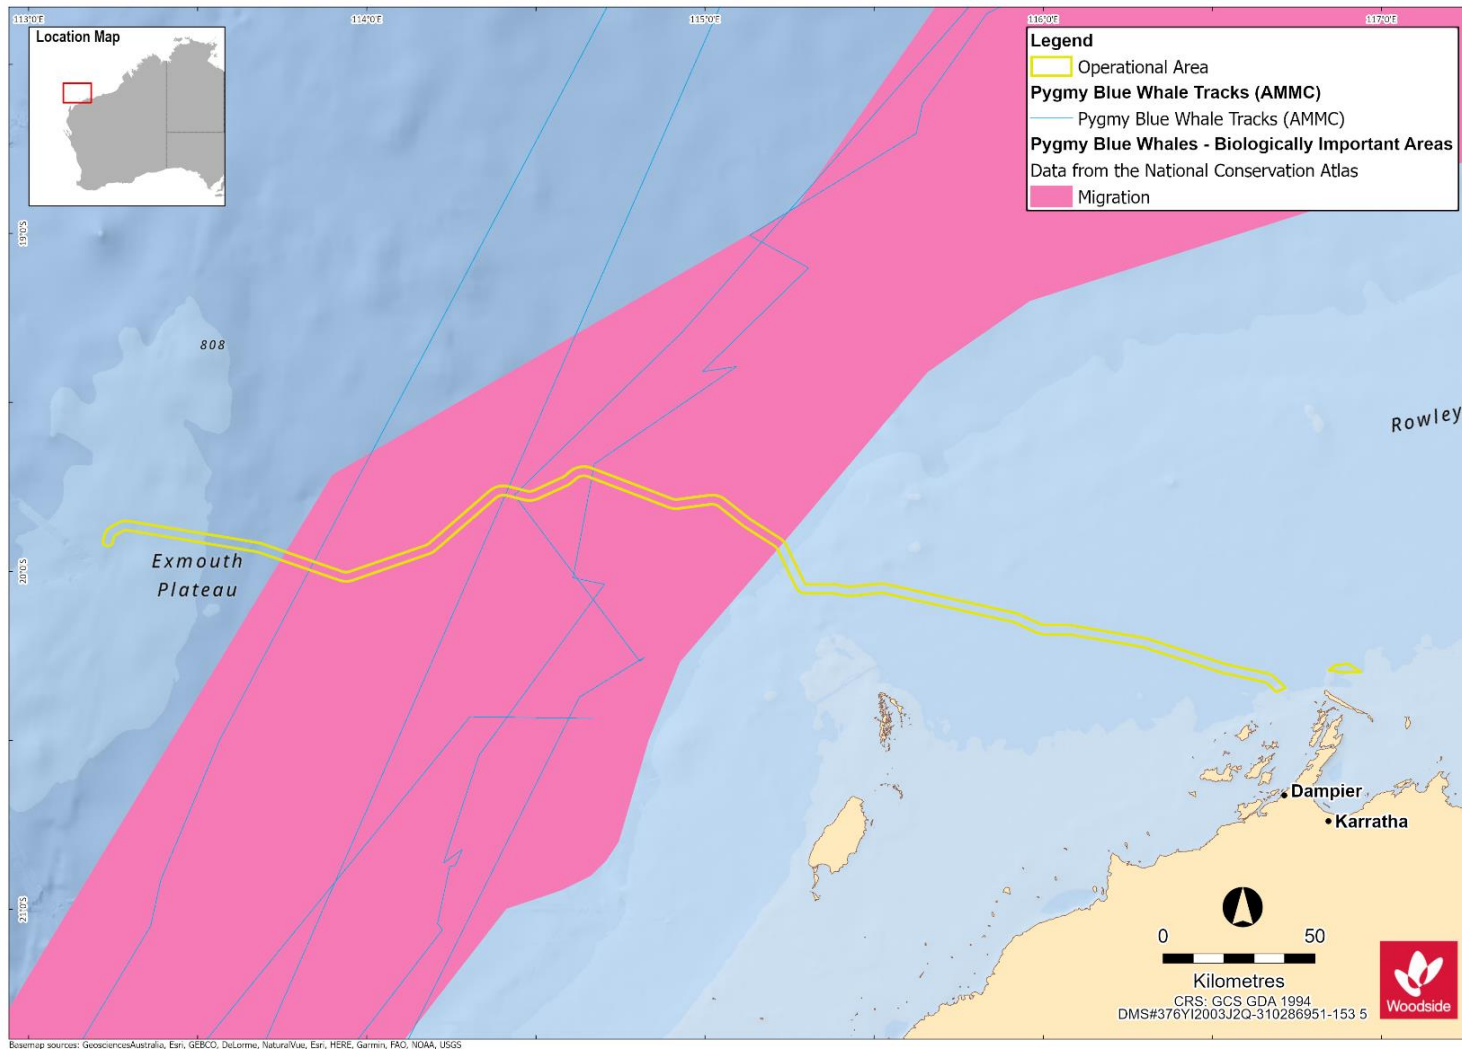 113°0'E
114°0'E
115°0'E
116°0'E
117°0'E
Location Map
Legend
Operational Area
Pygmy Blue Whale Tracks (AMMC)
Pygmy Blue Whale Tracks (AMMC)
Pygmy Blue Whales - Biologically Important Areas
Data from the National Conservation Atlas
Migration
19°0'S
808
Rowley
20°0'S
Exmouth
Plateau
Dampier
Karratha
21°0'S
0 50
Kilometres
CRS: GCS GDA 1994
DMS#376YI2003J2Q-310286951-153 5
Woodside
Basemap sources: GeosciencesAustralia, Esri, GEBCO, DeLorme, NaturalVue, Esri, HERE, Garmin, FAO, NOAA, USGS